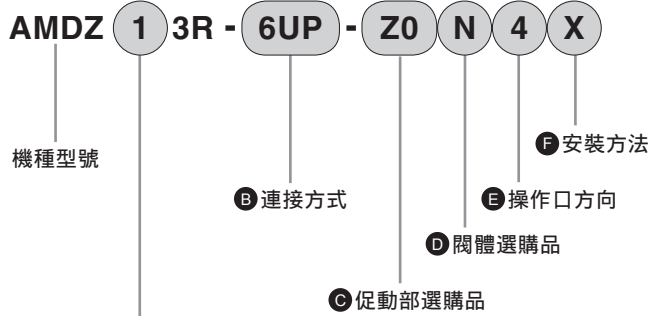 AMDZ 1 3R - 6UP - Z0 N 4 X
機種型號
F 安裝方法
B 連接方式
E 操作口方向
D 閥體選購品
C 促動部選購品